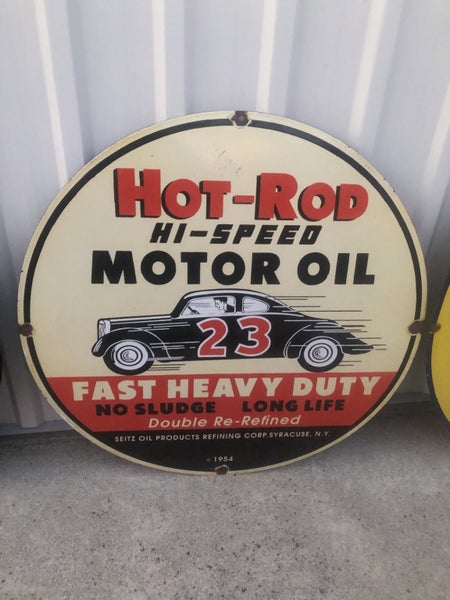 HOT-ROD
HI-SPEED
MOTOR OIL
23
FAST HEAVY DUTY
NO SLUDGE LONG LIFE
Double Re-Refined
SEITZ OIL PRODUCTS REFINING CORP. SYRACUSE, N.Y.
© 1954